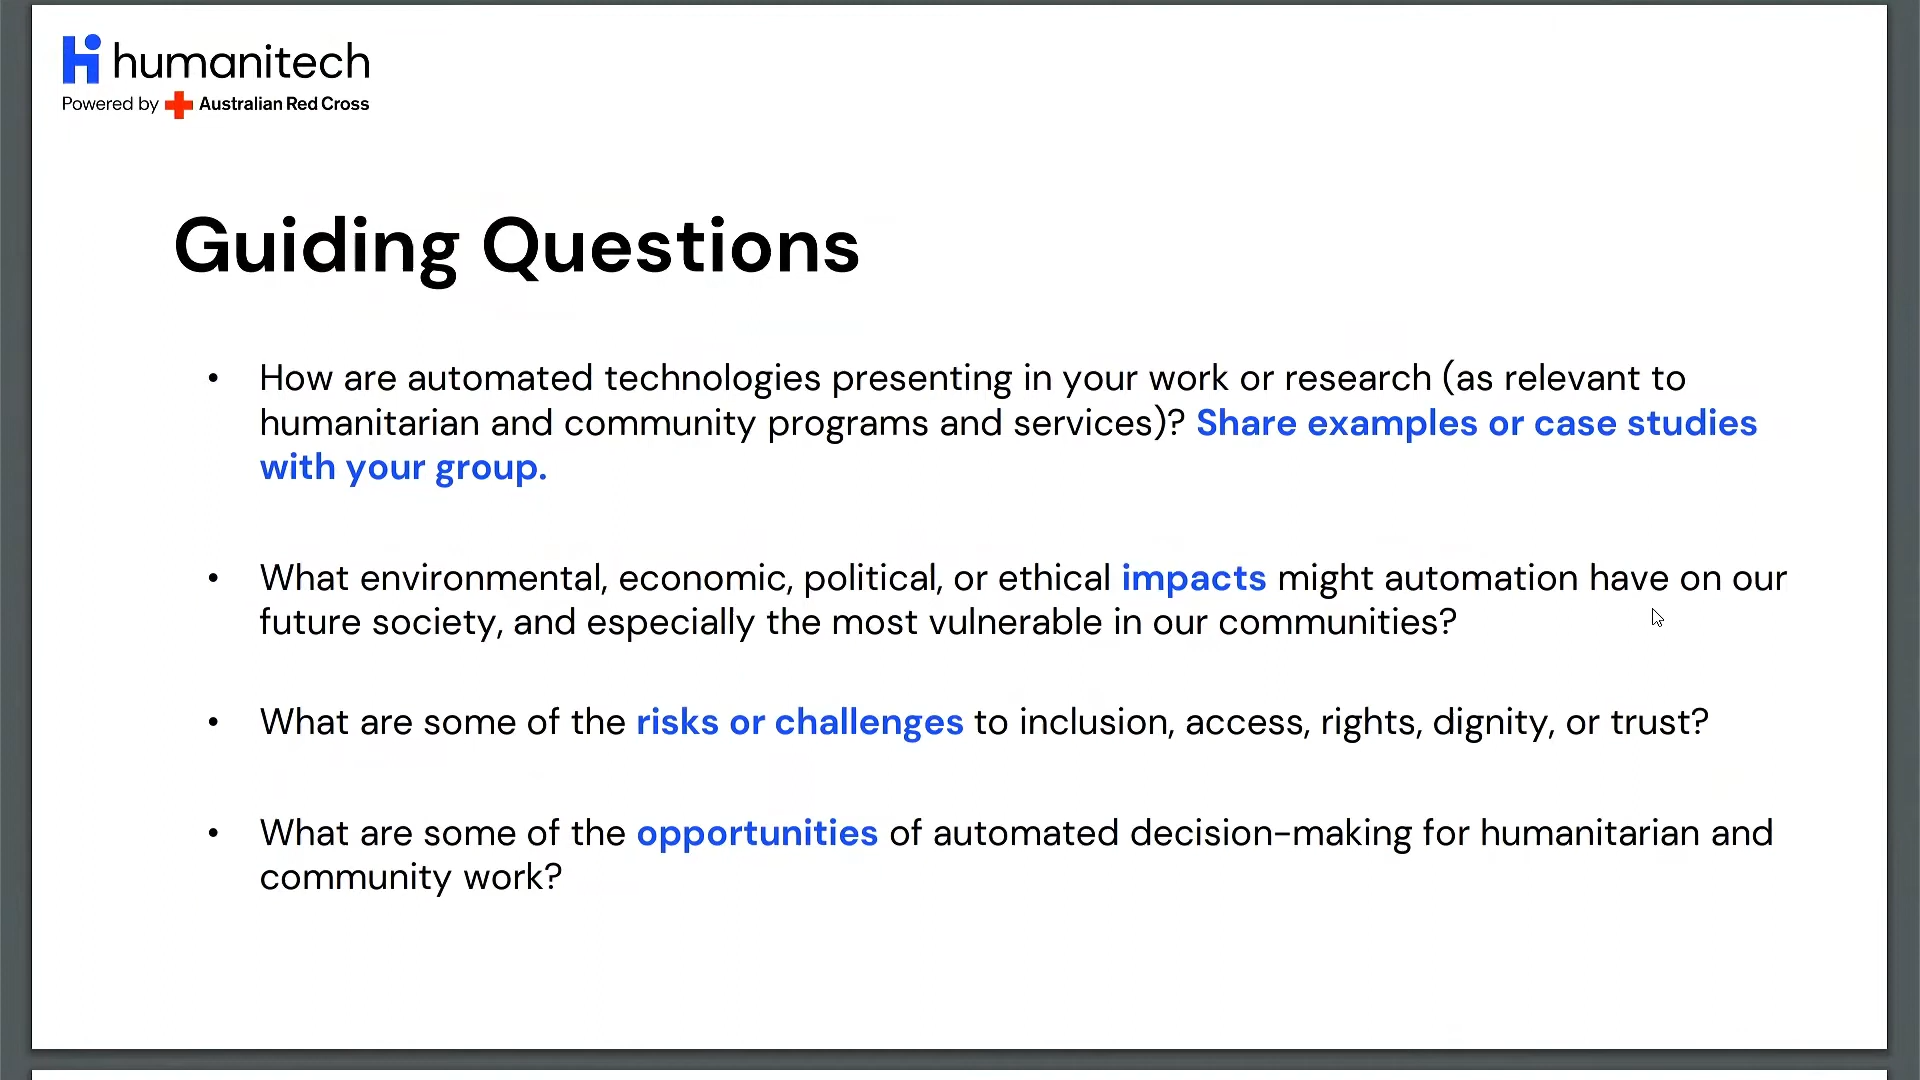 humanitech
Powered by Australian Red Cross
Guiding Questions
• How are automated technologies presenting in your work or research (as relevant to
humanitarian and community programs and services)? Share examples or case studies
with your group.
• What environmental, economic, political, or ethical impacts might automation have on our
future society, and especially the most vulnerable in our communities?
• What are some of the risks or challenges to inclusion, access, rights, dignity, or trust?
• What are some of the opportunities of automated decision-making for humanitarian and
community work?